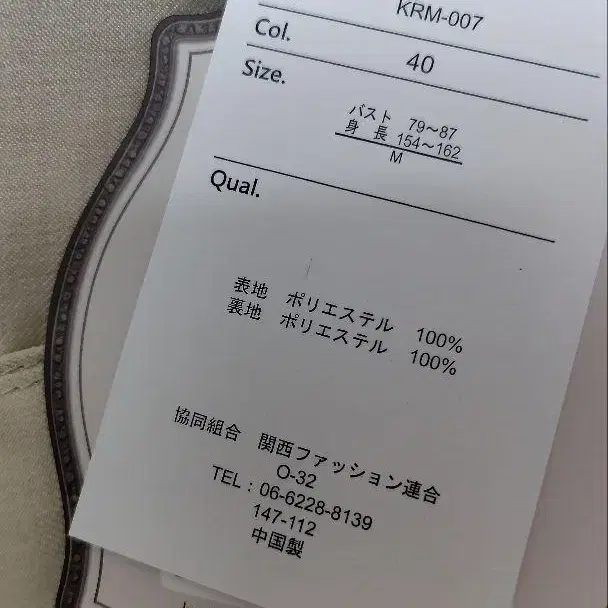 KRM-007
Col.
40
Size.
バスト 79～87
身 長 154～162
M
Qual.
表地 ポリエステル 100%
裏地 ポリエステル 100%
協同組合 関西ファッション連合
O-32
TEL：06-6228-8139
147-112
中国製